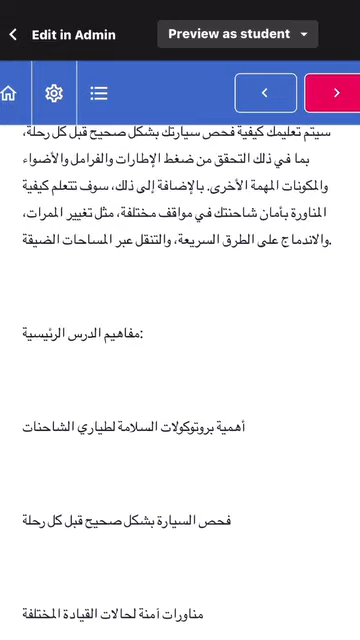 Edit in Admin
Preview as student
سيتم تعليمك كيفية فحص سيارتك بشكل صحيح قبل كل رحلة،
بما في ذلك التحقق من ضغط الإطارات والفرامل والأضواء
والمكونات المهمة الأخرى. بالإضافة إلى ذلك، سوف تتعلم كيفية
المناورة بأمان شاحنتك في مواقف مختلفة، مثل تغيير الممرات،
والاندماج على الطرق السريعة، والتنقل عبر المساحات الضيقة.
مفاهيم الدرس الرئيسية:
أهمية بروتوكولات السلامة لطياري الشاحنات
فحص السيارة بشكل صحيح قبل كل رحلة
مناورات آمنة لحالات القيادة المختلفة